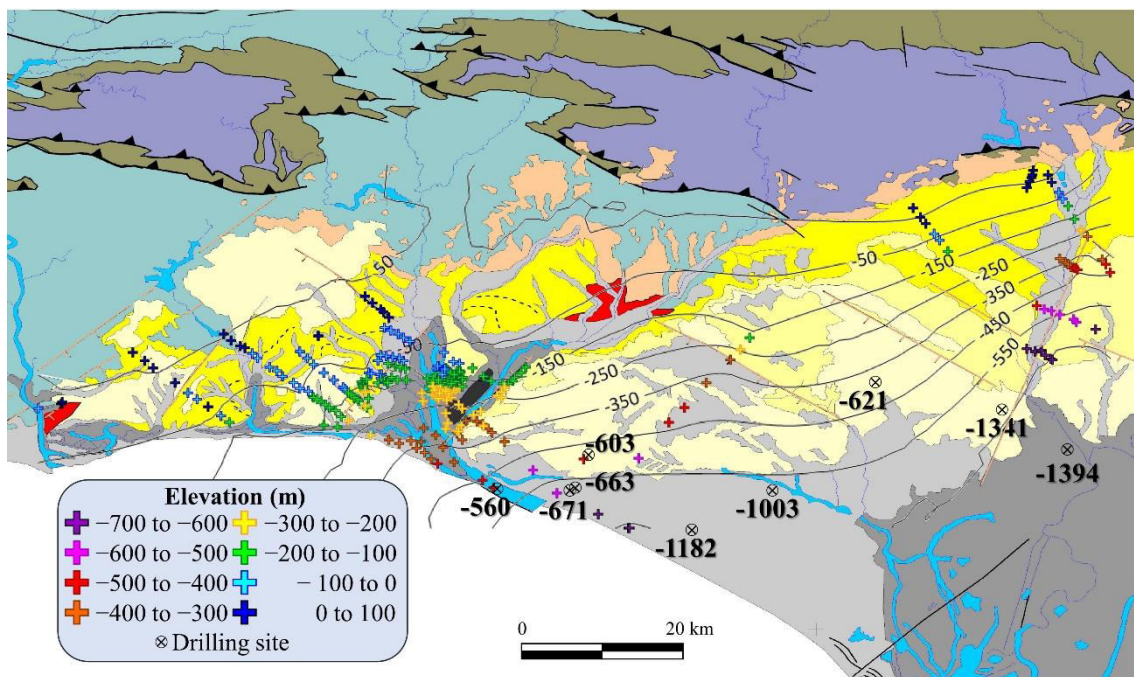 50
-50
-150
-250
-350
-450
-550
50
-150
-250
-350
-621
-1341
-603
-1394
-663
-560
-671
-1003
-1182
Elevation (m)
−700 to −600
−300 to −200
−600 to −500
−200 to −100
−500 to −400
−100 to 0
−400 to −300
0 to 100
Drilling site
0
20 km